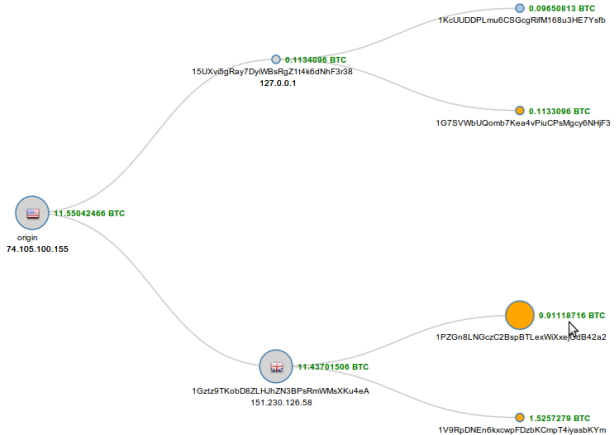 0.09650813 BTC
1KcUUDDPLmu6CSGcgRifM168u3HE7Ysfb
0.1134096 BTC
15UXvi5gRay7DyiWBsRgZ1t4k6dNhF3r38
127.0.0.1
0.1133096 BTC
1G7SVWbUQomb7Kea4vPiuCPsMgcy6NHjF3
11.55042466 BTC
origin
74.105.100.155
9.91118716 BTC
11.43701506 BTC
1Gztz9TKobD8ZLHJhZN3BPsRmWMsXKu4eA
151.230.126.58
1.5257279 BTC
1V9RpDNEn6kxcwpFDzbKCmpT4iyasbKYm